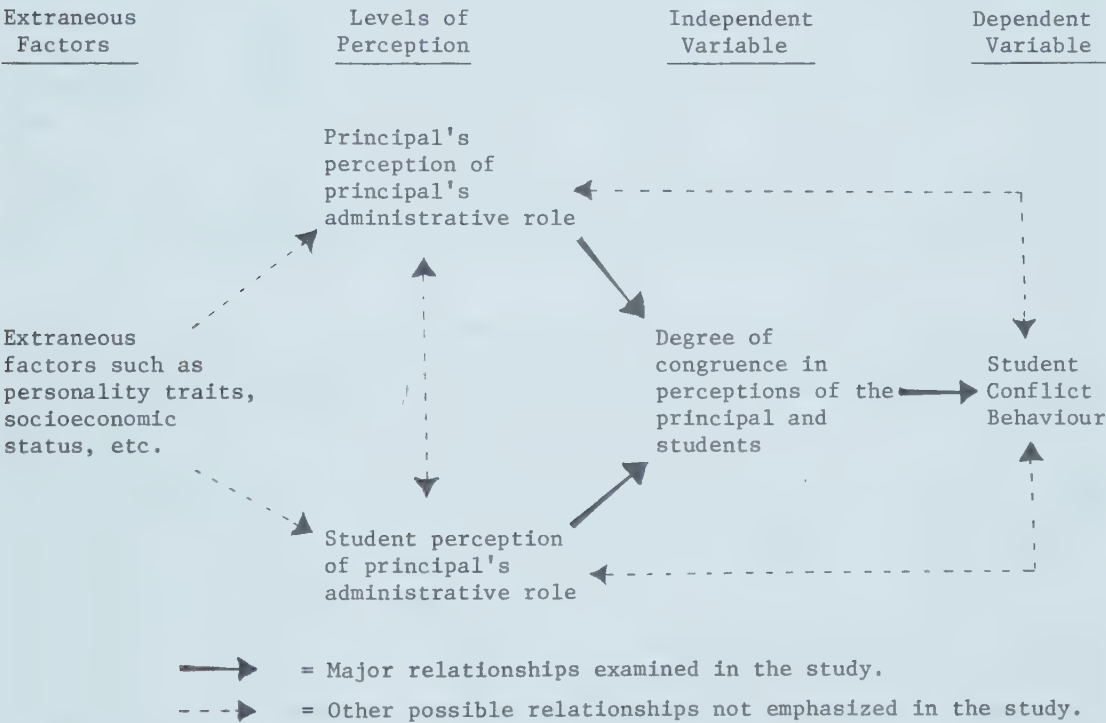 Extraneous
Factors
Levels of
Perception
Independent
Variable
Dependent
Variable
Principal's
perception of
principal's
administrative role
Extraneous
factors such as
personality traits,
socioeconomic
status, etc.
Degree of
congruence in
perceptions of the
principal and
students
Student
Conflict
Behaviour
Student perception
of principal's
administrative role
= Major relationships examined in the study.
= Other possible relationships not emphasized in the study.